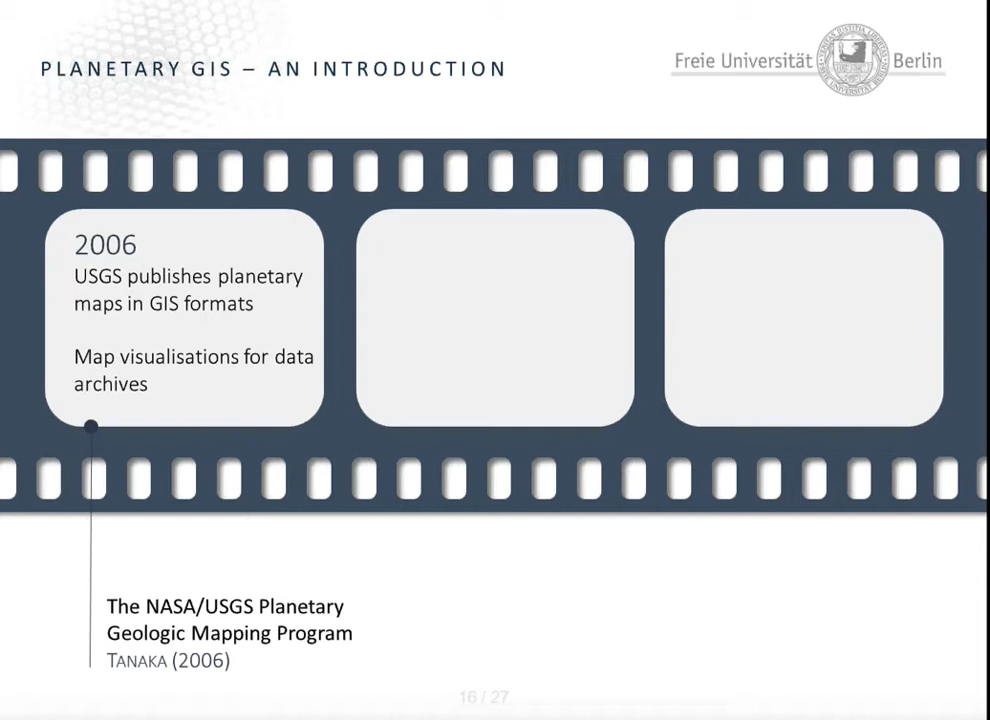 PLANETARY GIS – AN INTRODUCTION
Freie Universität Berlin
2006
USGS publishes planetary
maps in GIS formats
Map visualisations for data
archives
The NASA/USGS Planetary
Geologic Mapping Program
TANAKA (2006)
16 / 27